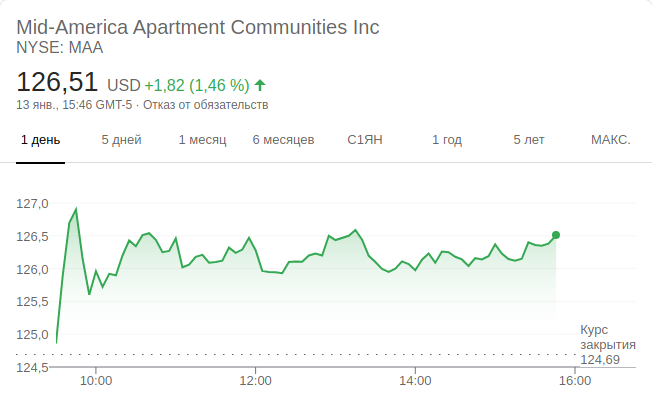 Mid-America Apartment Communities Inc
NYSE: MAA
126,51 USD +1,82 (1,46 %)
13 янв., 15:46 GMT-5 · Отказ от обязательств
1 день 5 дней 1 месяц 6 месяцев С1ЯН 1 год 5 лет МАКС.
127,0
126,5
126,0
125,5
125,0
124,5
Курс
закрытия
124,69
10:00 12:00 14:00 16:00